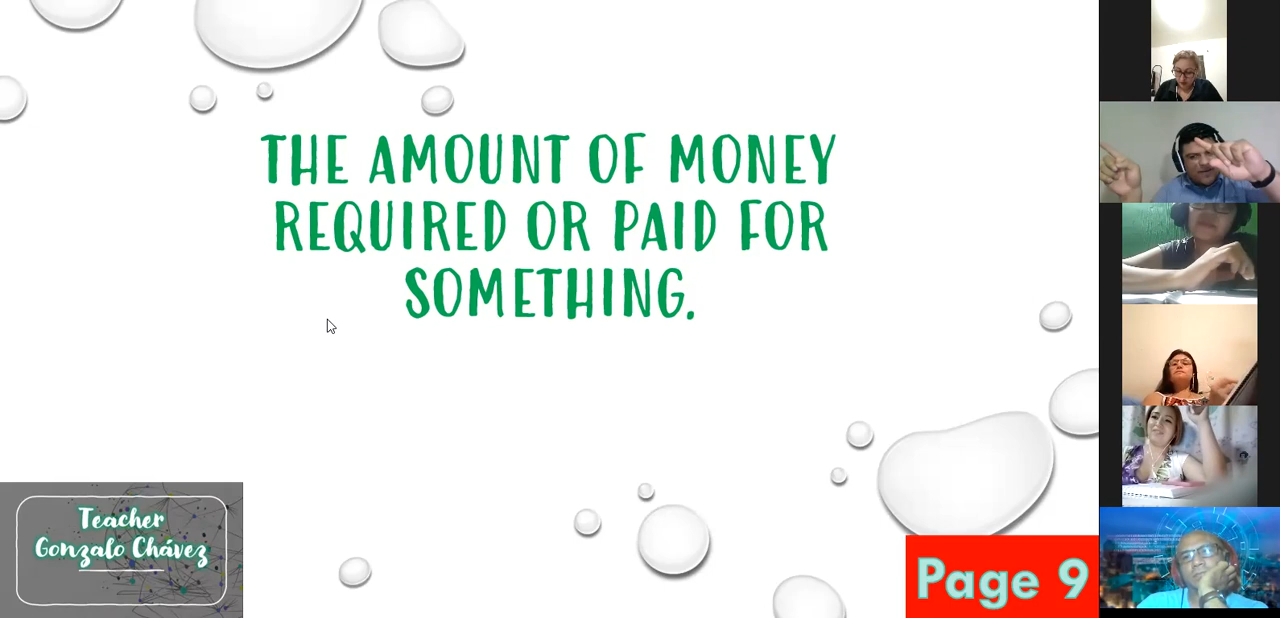 THE AMOUNT OF MONEY
REQUIRED OR PAID FOR
SOMETHING.
Teacher
Gonzalo Chávez
Page 9